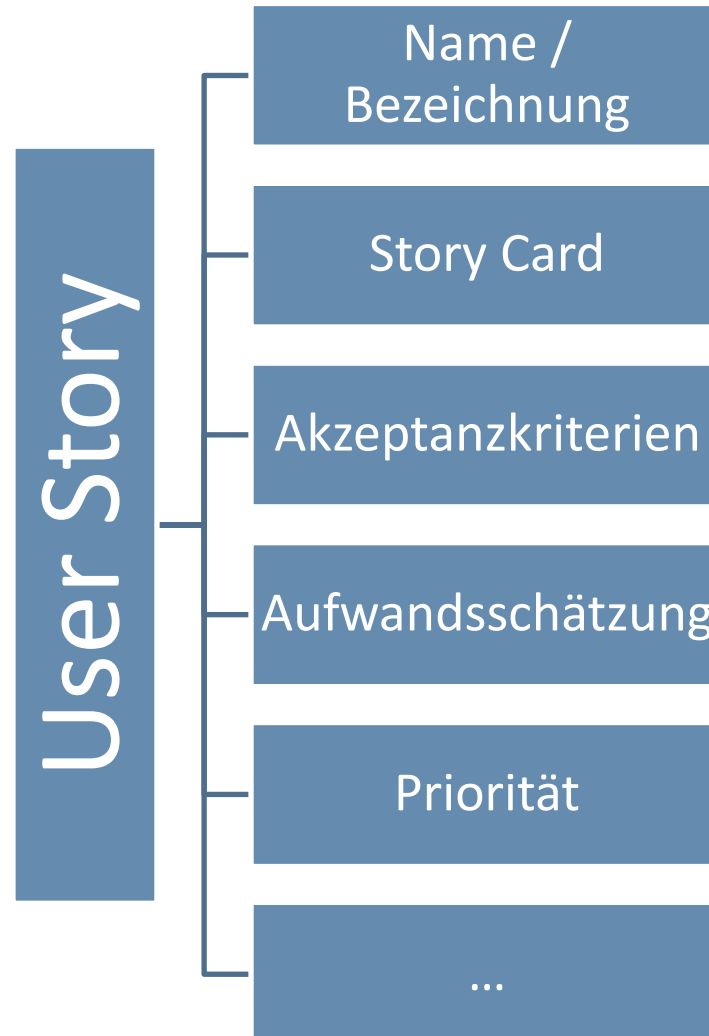 User Story
Name /
Bezeichnung
Story Card
Akzeptanzkriterien
Aufwandsschätzung
Priorität
...